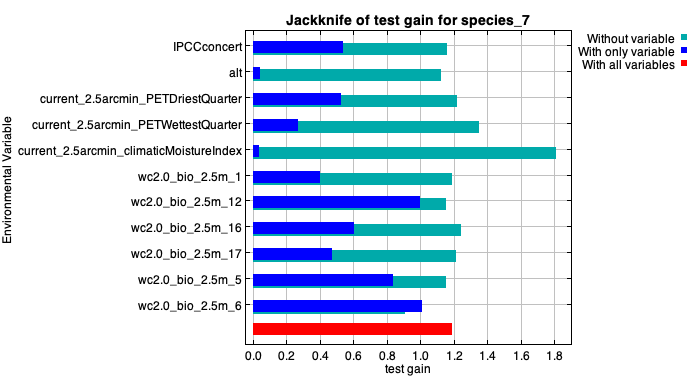 Jackknife of test gain for species_7
Without variable
With only variable
With all variables
Environmental Variable
IPCCconcert
alt
current_2.5arcmin_PETDriestQuarter
current_2.5arcmin_PETWettestQuarter
current_2.5arcmin_climaticMoistureIndex
wc2.0_bio_2.5m_1
wc2.0_bio_2.5m_12
wc2.0_bio_2.5m_16
wc2.0_bio_2.5m_17
wc2.0_bio_2.5m_5
wc2.0_bio_2.5m_6
0.0 0.2 0.4 0.6 0.8 1.0 1.2 1.4 1.6 1.8
test gain